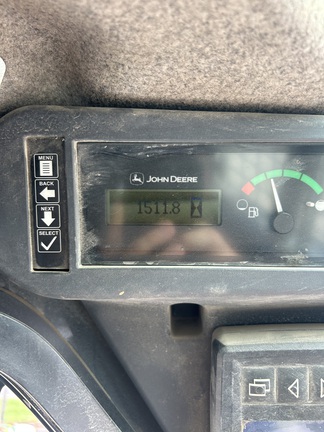 MENU
BACK
NEXT
SELECT
JOHN DEERE
1511.8